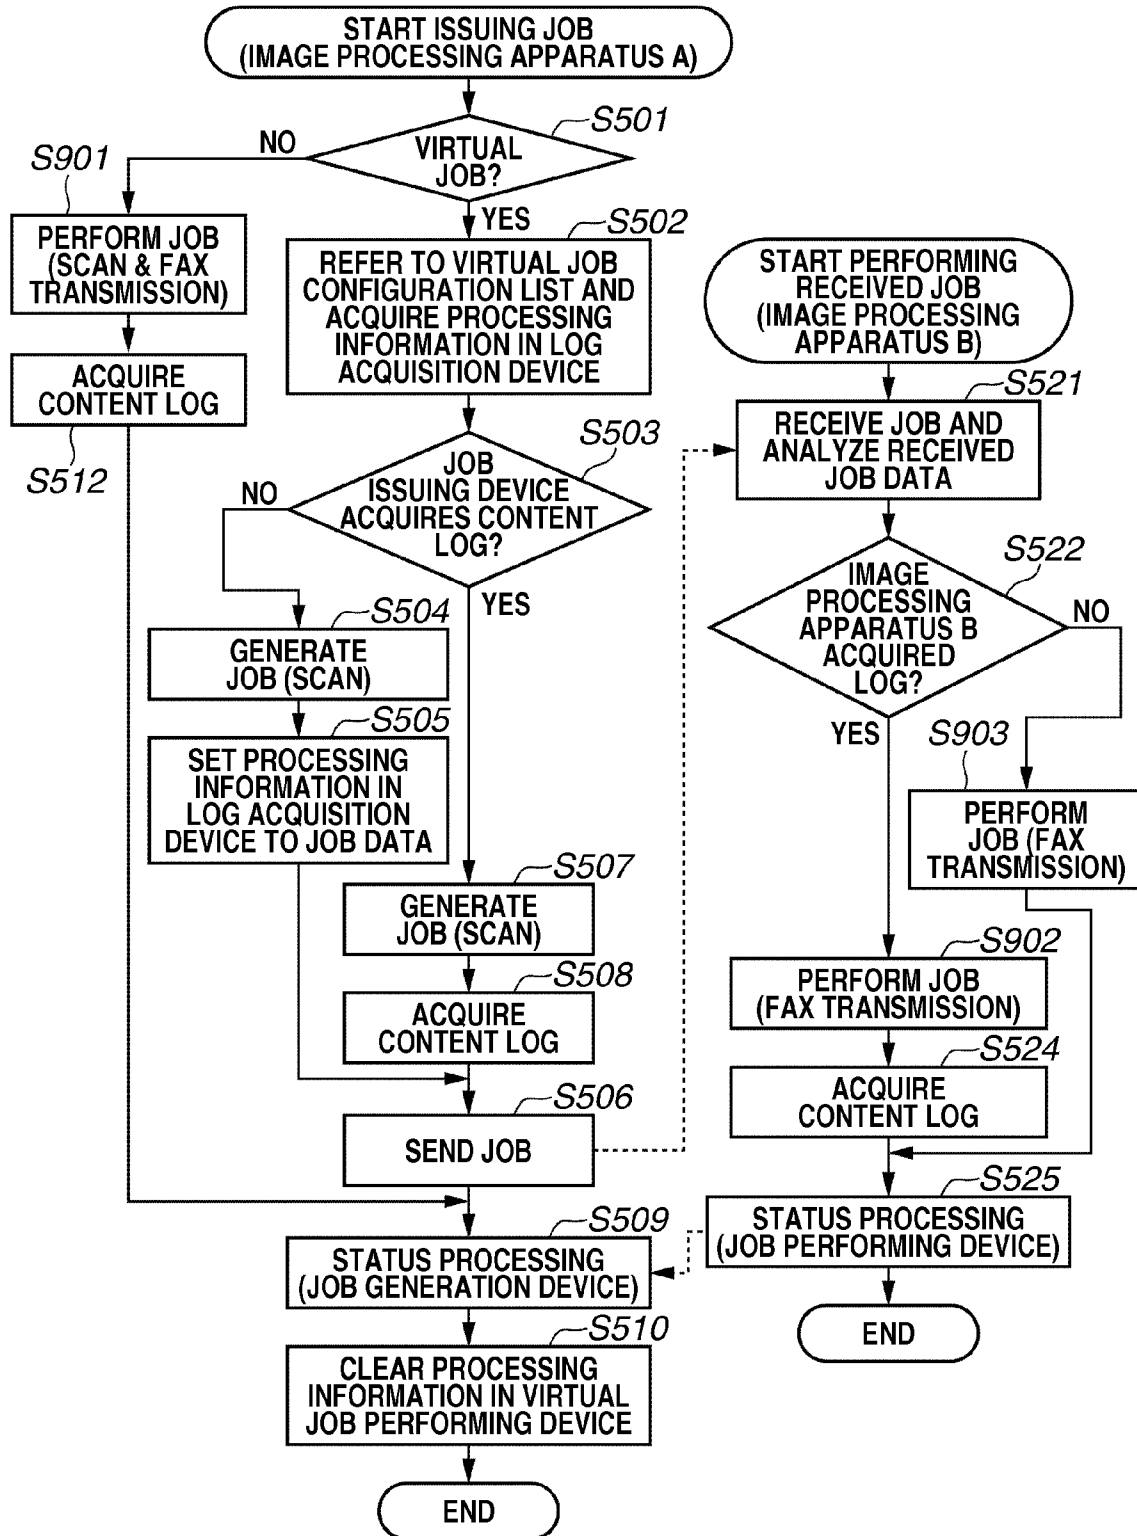 START ISSUING JOB
(IMAGE PROCESSING APPARATUS A)
S501
VIRTUAL
JOB?
NO
YES
S901
PERFORM JOB
(SCAN & FAX
TRANSMISSION)
ACQUIRE
CONTENT LOG
S512
S502
REFER TO VIRTUAL JOB
CONFIGURATION LIST AND
ACQUIRE PROCESSING
INFORMATION IN LOG
ACQUISITION DEVICE
S503
JOB
ISSUING DEVICE
ACQUIRES CONTENT
LOG?
NO
YES
S504
GENERATE
JOB (SCAN)
S505
SET PROCESSING
INFORMATION IN
LOG ACQUISITION
DEVICE TO JOB DATA
S507
GENERATE
JOB (SCAN)
S508
ACQUIRE
CONTENT LOG
S506
SEND JOB
S509
STATUS PROCESSING
(JOB GENERATION DEVICE)
S510
CLEAR PROCESSING
INFORMATION IN VIRTUAL
JOB PERFORMING DEVICE
END
START PERFORMING
RECEIVED JOB
(IMAGE PROCESSING
APPARATUS B)
S521
RECEIVE JOB AND
ANALYZE RECEIVED
JOB DATA
S522
IMAGE
PROCESSING
APPARATUS B
ACQUIRED
LOG?
NO
YES
S903
PERFORM
JOB (FAX
TRANSMISSION)
S902
PERFORM JOB
(FAX TRANSMISSION)
S524
ACQUIRE
CONTENT LOG
S525
STATUS PROCESSING
(JOB PERFORMING DEVICE)
END